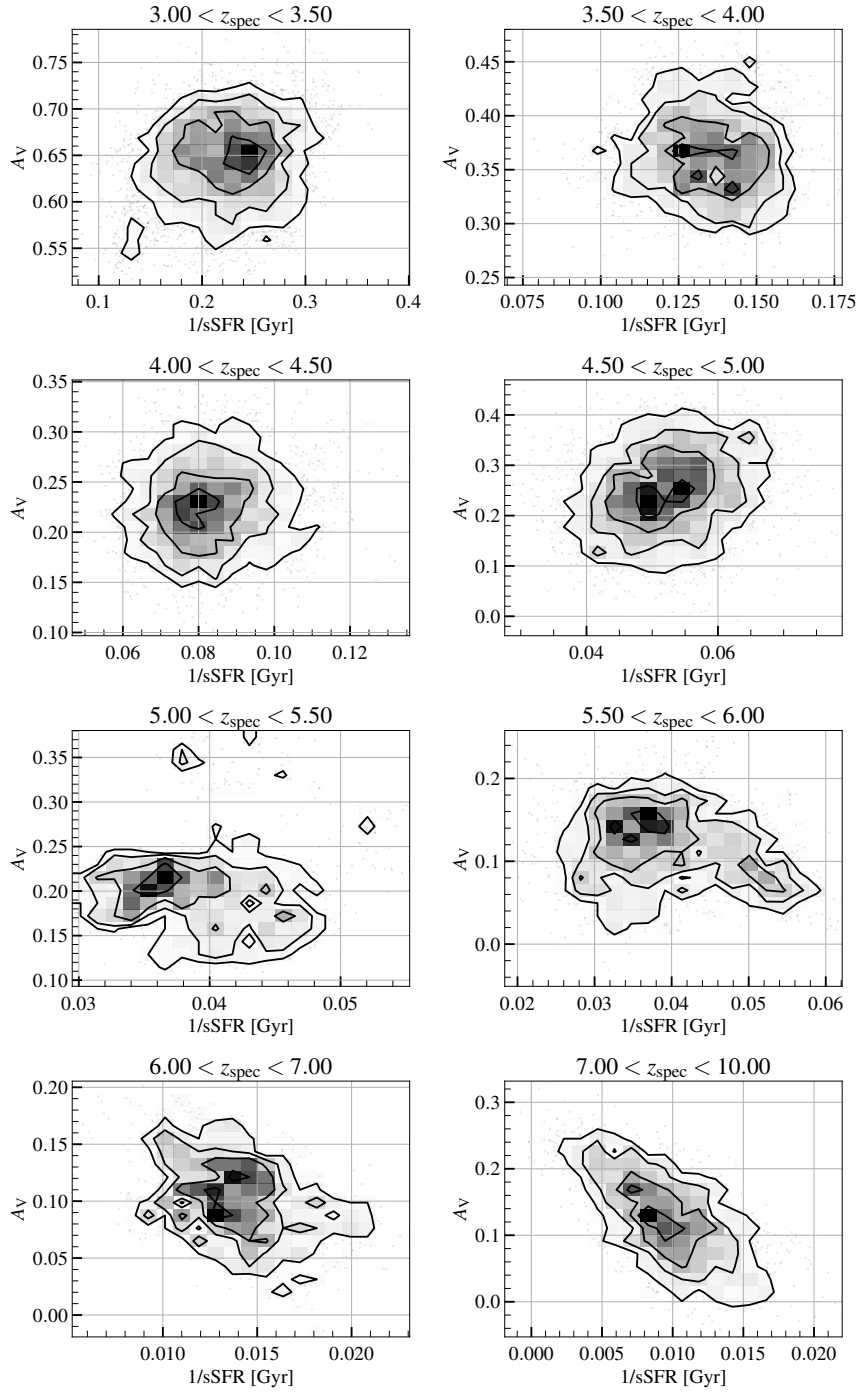 3.00 < z_spec < 3.50
0.75
0.70
0.65
0.60
0.55
A_V
0.1 0.2 0.3 0.4
1/sSFR [Gyr]
3.50 < z_spec < 4.00
0.45
0.40
0.35
0.30
0.25
A_V
0.075 0.100 0.125 0.150 0.175
1/sSFR [Gyr]
4.00 < z_spec < 4.50
0.35
0.30
0.25
0.20
0.15
0.10
A_V
0.06 0.08 0.10 0.12
1/sSFR [Gyr]
4.50 < z_spec < 5.00
0.4
0.3
0.2
0.1
0.0
A_V
0.04 0.06
1/sSFR [Gyr]
5.00 < z_spec < 5.50
0.35
0.30
0.25
0.20
0.15
0.10
A_V
0.03 0.04 0.05
1/sSFR [Gyr]
5.50 < z_spec < 6.00
0.2
0.1
0.0
A_V
0.02 0.03 0.04 0.05 0.06
1/sSFR [Gyr]
6.00 < z_spec < 7.00
0.20
0.15
0.10
0.05
0.00
A_V
0.010 0.015 0.020
1/sSFR [Gyr]
7.00 < z_spec < 10.00
0.3
0.2
0.1
0.0
A_V
0.000 0.005 0.010 0.015 0.020
1/sSFR [Gyr]